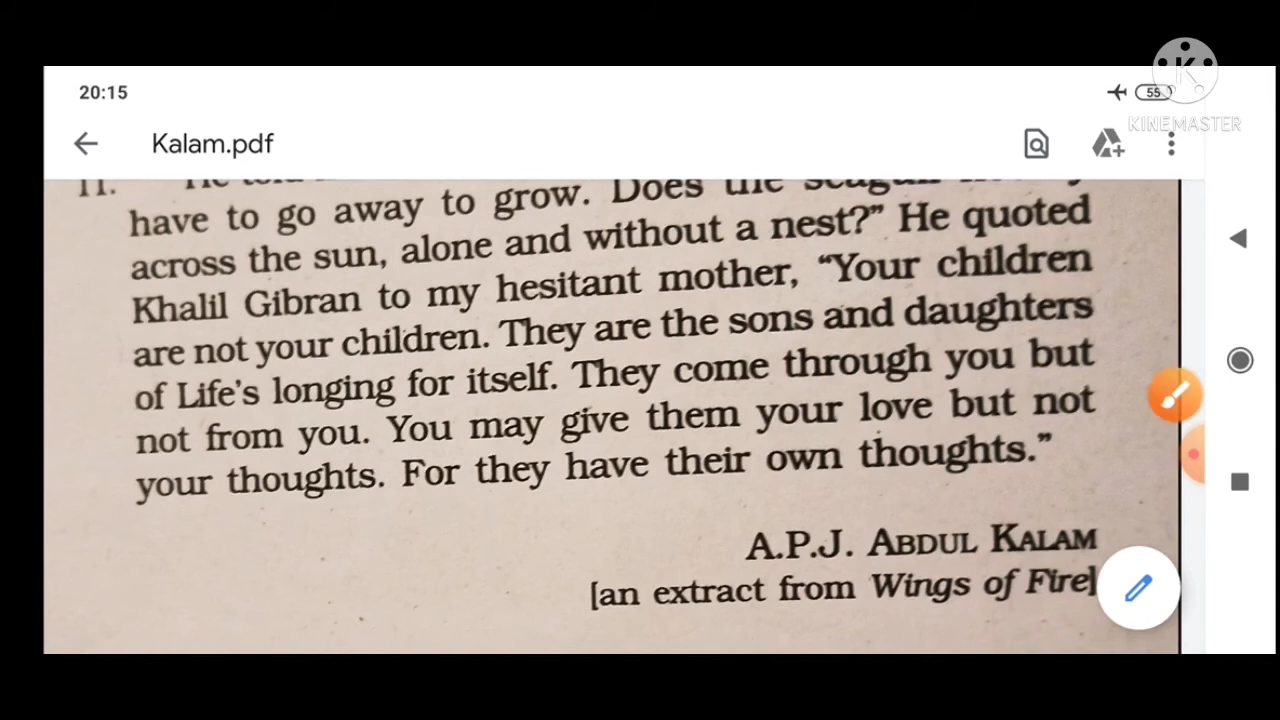 20:15
55
KINEMASTER
Kalam.pdf
11.
have to go away to grow. Does the seagull
across the sun, alone and without a nest?” He quoted
Khalil Gibran to my hesitant mother, “Your children
are not your children. They are the sons and daughters
of Life’s longing for itself. They come through you but
not from you. You may give them your love but not
your thoughts. For they have their own thoughts.”
A.P.J. ABDUL KALAM
[an extract from Wings of Fire]